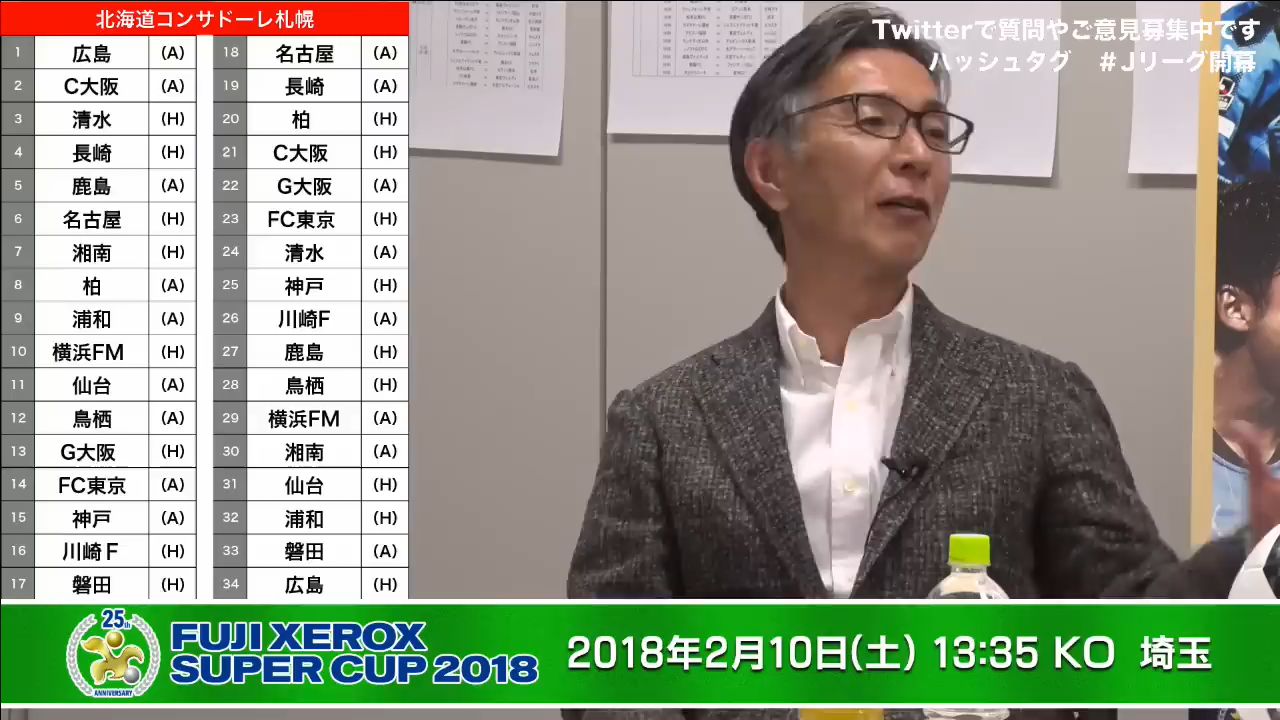 北海道コンサドーレ札幌
1 広島 (A)
2 C大阪 (A)
3 清水 (H)
4 長崎 (H)
5 鹿島 (A)
6 名古屋 (H)
7 湘南 (H)
8 柏 (A)
9 浦和 (A)
10 横浜FM (H)
11 仙台 (A)
12 鳥栖 (A)
13 G大阪 (H)
14 FC東京 (A)
15 神戸 (A)
16 川崎F (H)
17 磐田 (H)
18 名古屋 (A)
19 長崎 (A)
20 柏 (H)
21 C大阪 (H)
22 G大阪 (A)
23 FC東京 (H)
24 清水 (A)
25 神戸 (H)
26 川崎F (A)
27 鹿島 (H)
28 鳥栖 (H)
29 横浜FM (A)
30 湘南 (A)
31 仙台 (H)
32 浦和 (H)
33 磐田 (A)
34 広島 (H)
Twitterで質問やご意見募集中です
ハッシュタグ #Jリーグ開幕
25th
ANNIVERSARY
FUJI XEROX
SUPER CUP 2018
2018年2月10日(土) 13:35 KO 埼玉